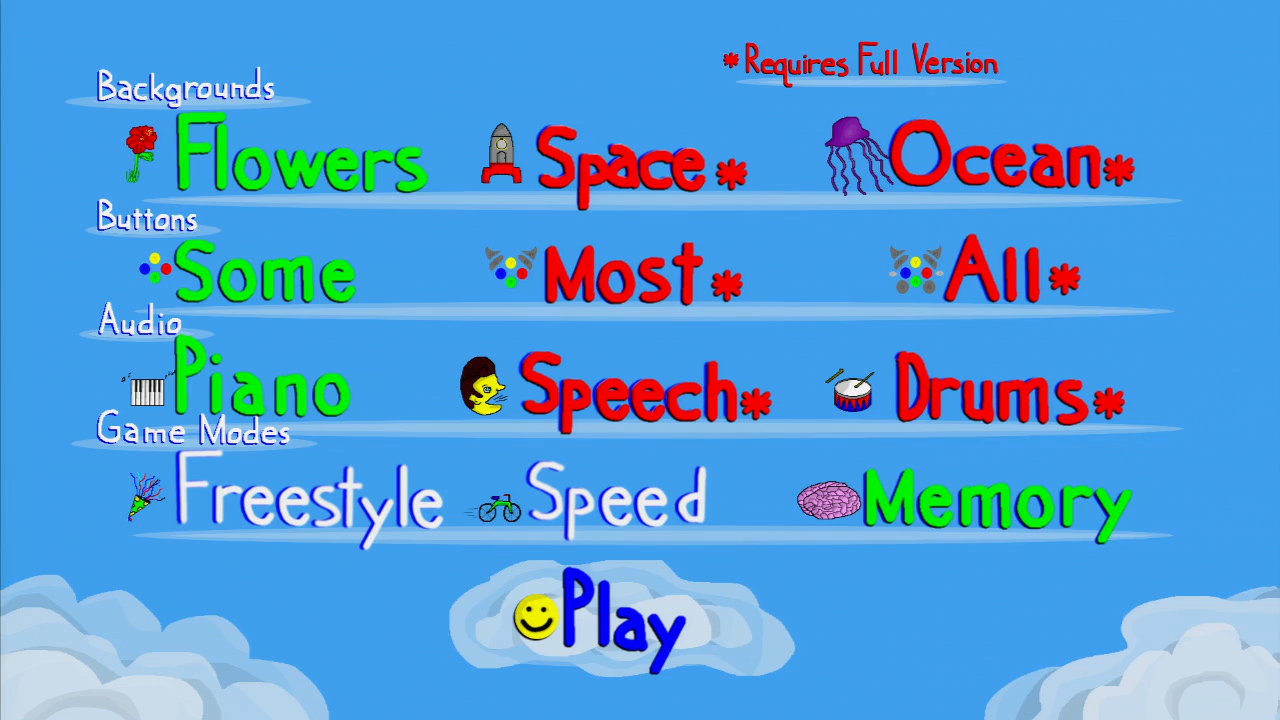 *Requires Full Version
Backgrounds
Flowers Space* Ocean*
Buttons
Some Most* All*
Audio
Piano Speech* Drums*
Game Modes
Freestyle Speed Memory
Play